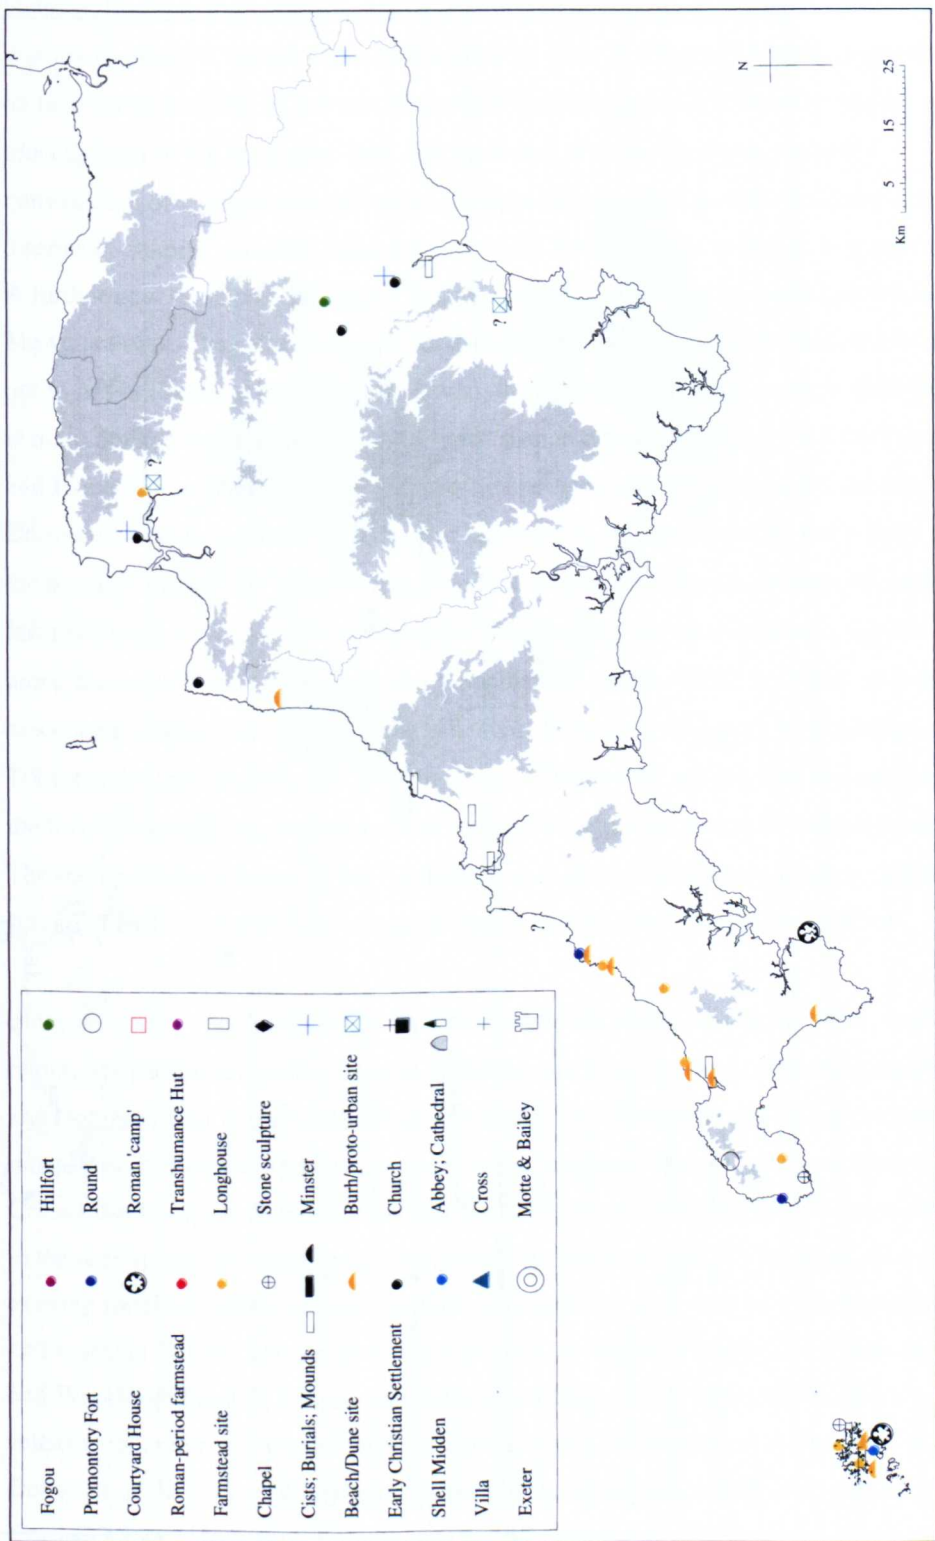 Fogou
Promontory Fort
Courtyard House
Roman-period farmstead
Farmstead site
Chapel
Cists; Burials; Mounds
Beach/Dune site
Early Christian Settlement
Shell Midden
Villa
Exeter
Hillfort
Round
Roman 'camp'
Transhumance Hut
Longhouse
Stone sculpture
Minster
Burh/proto-urban site
Church
Abbey; Cathedral
Cross
Motte & Bailey
?
?
?
N
Km 5 15 25